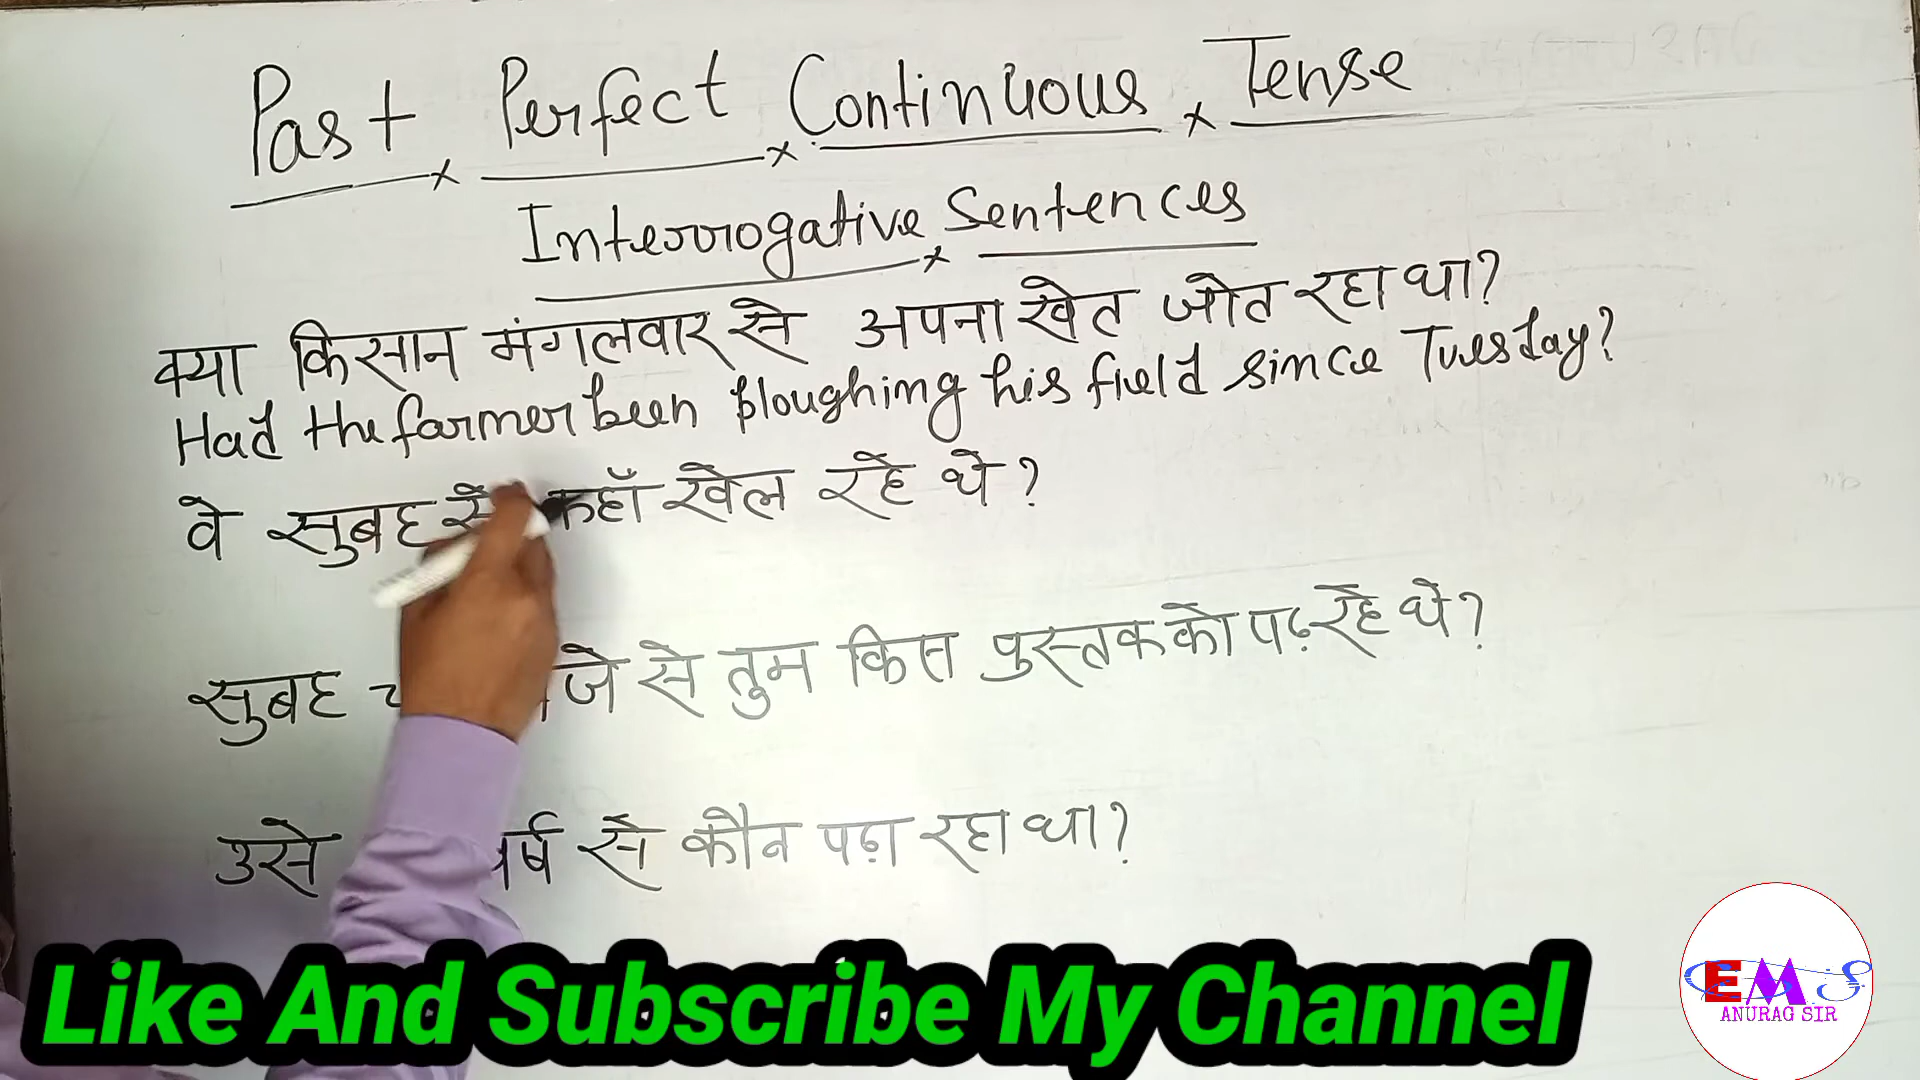 Past Perfect Continuous Tense
Interrogative Sentences
क्या किसान मंगलवार से अपना खेत जोत रहा था?
Had the farmer been ploughing his field since Tuesday?
वे सुबह से कहाँ खेल रहे थे?
सुबह से तुम किस पुस्तक को पढ़ रहे थे?
उसे से कौन पढ़ा रहा था?
Like And Subscribe My Channel
EMS
ANURAG SIR